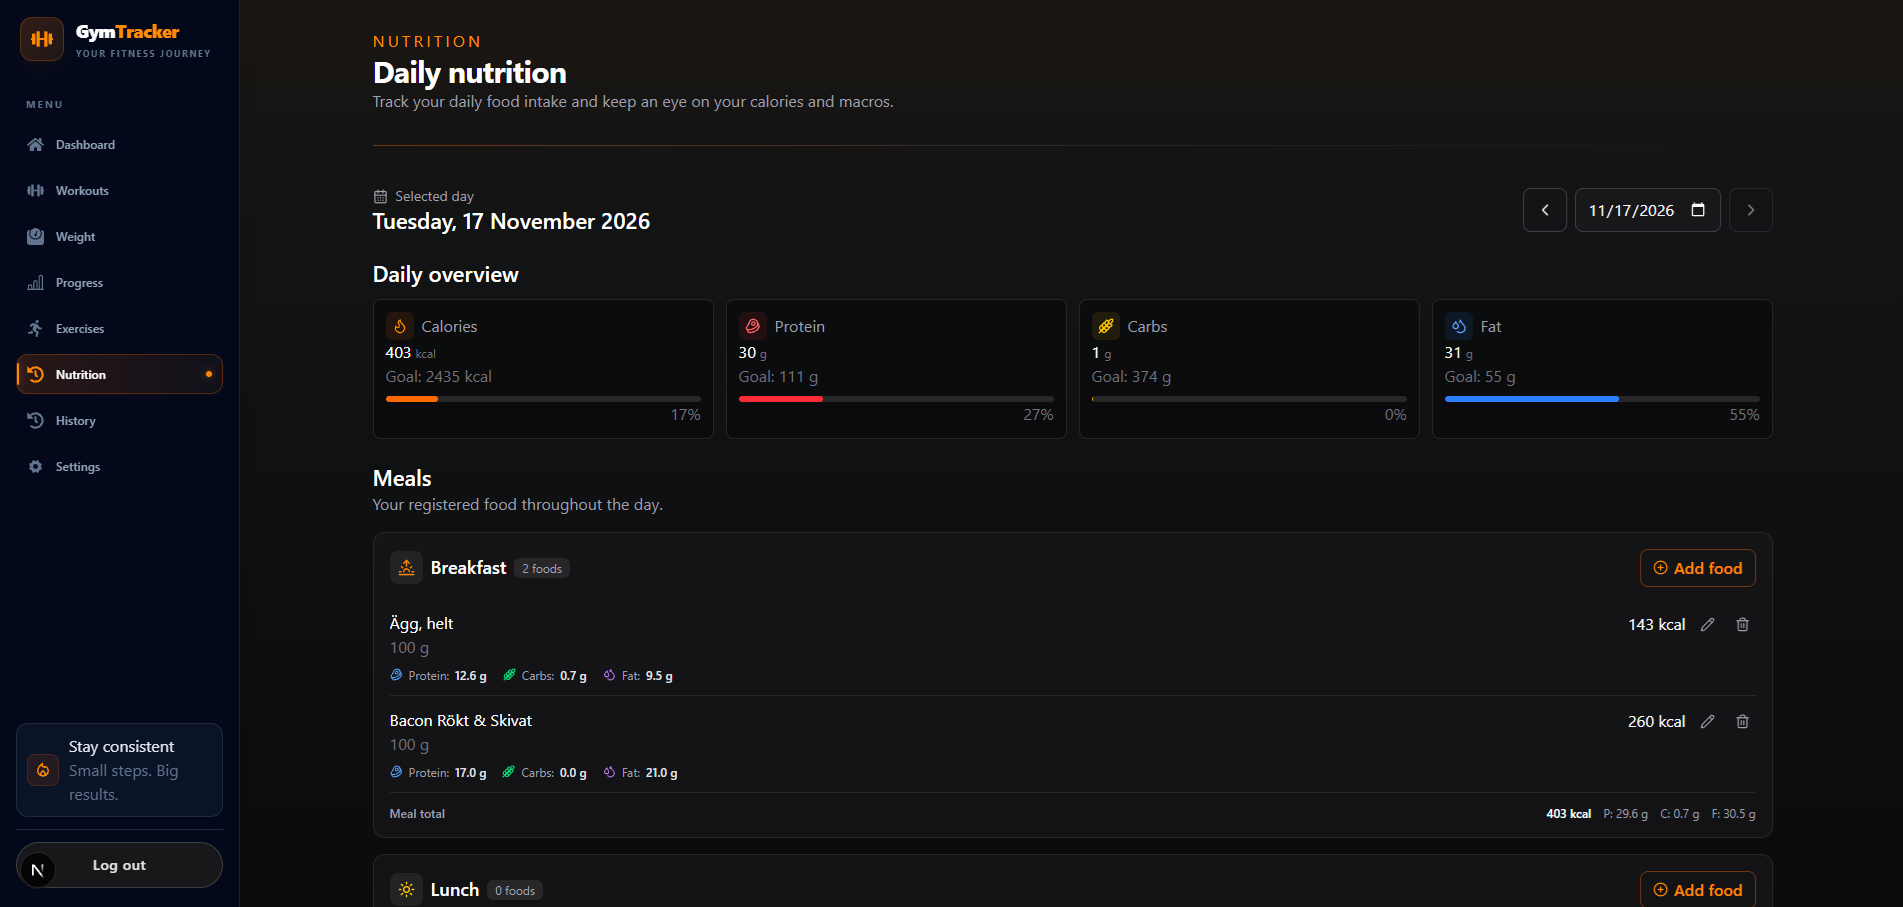 GymTracker
YOUR FITNESS JOURNEY
MENU
Dashboard
Workouts
Weight
Progress
Exercises
Nutrition
History
Settings
Stay consistent
Small steps. Big
results.
N
Log out
NUTRITION
Daily nutrition
Track your daily food intake and keep an eye on your calories and macros.
Selected day
Tuesday, 17 November 2026
11/17/2026
Daily overview
Calories
403 kcal
Goal: 2435 kcal
17%
Protein
30 g
Goal: 111 g
27%
Carbs
1 g
Goal: 374 g
0%
Fat
31 g
Goal: 55 g
55%
Meals
Your registered food throughout the day.
Breakfast 2 foods
Add food
Ägg, helt
143 kcal
100 g
Protein: 12.6 g Carbs: 0.7 g Fat: 9.5 g
Bacon Rökt & Skivat
260 kcal
100 g
Protein: 17.0 g Carbs: 0.0 g Fat: 21.0 g
Meal total
403 kcal P: 29.6 g C: 0.7 g F: 30.5 g
Lunch 0 foods
Add food